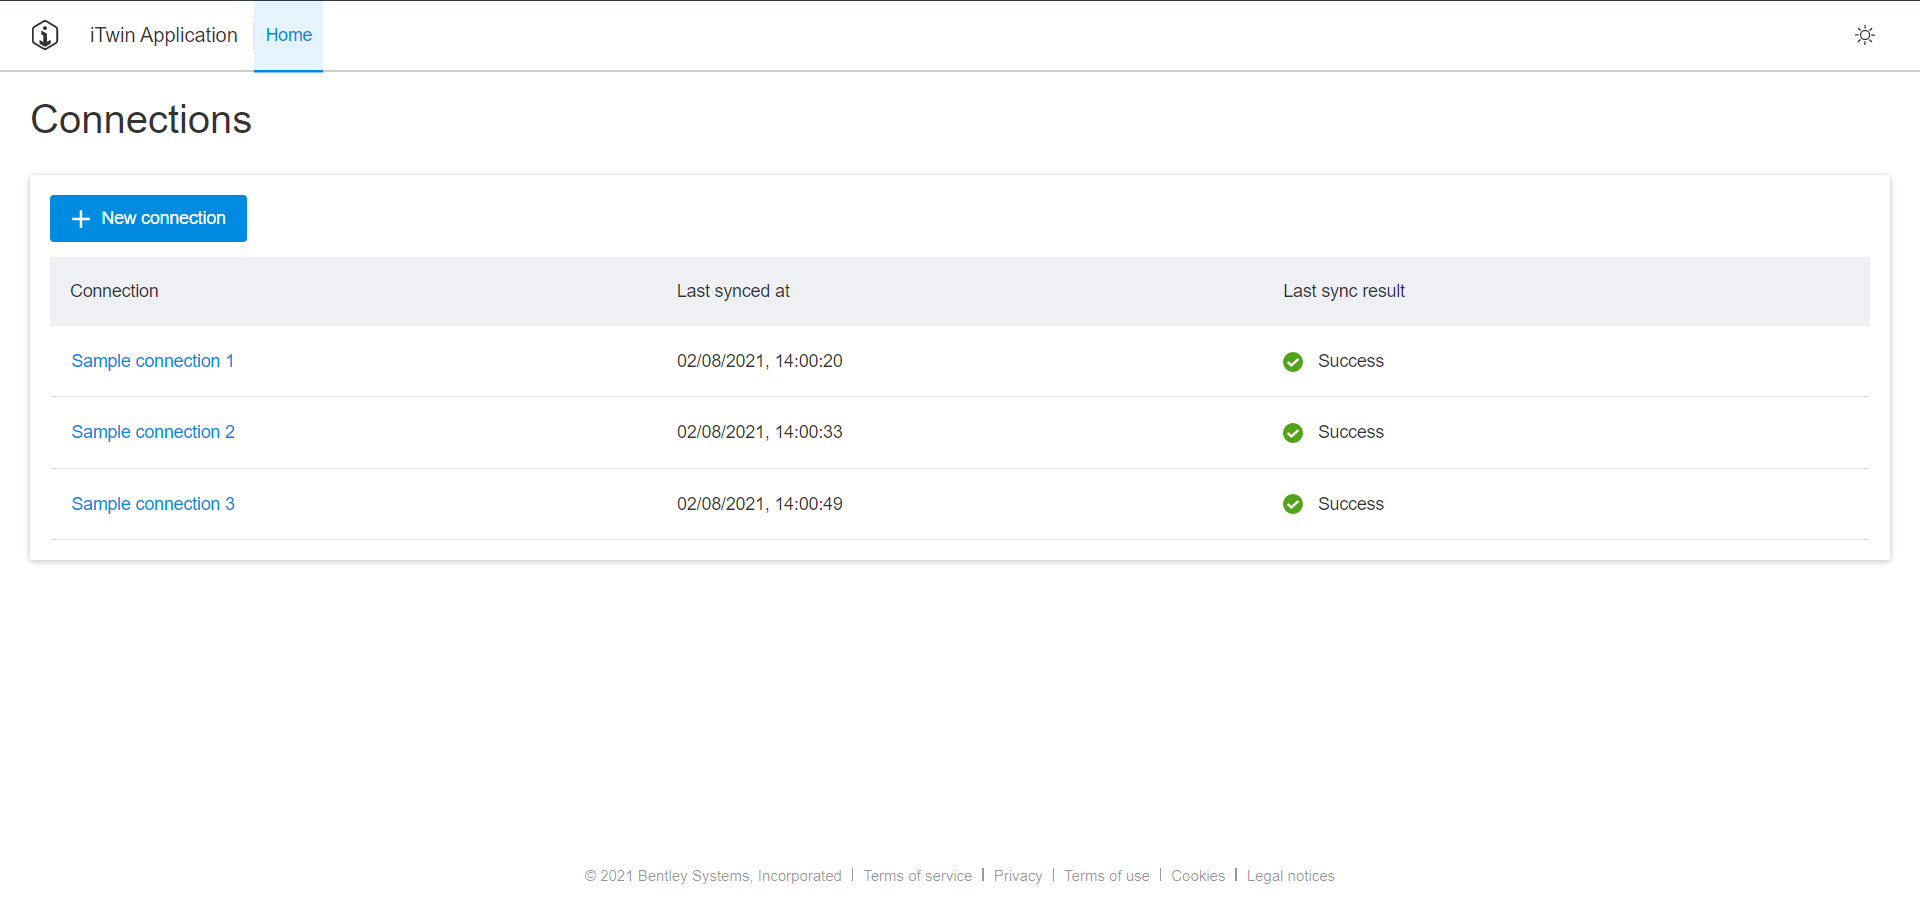 iTwin Application Home
Connections
New connection
Connection Last synced at Last sync result
Sample connection 1 02/08/2021, 14:00:20 Success
Sample connection 2 02/08/2021, 14:00:33 Success
Sample connection 3 02/08/2021, 14:00:49 Success
© 2021 Bentley Systems, Incorporated | Terms of service | Privacy | Terms of use | Cookies | Legal notices